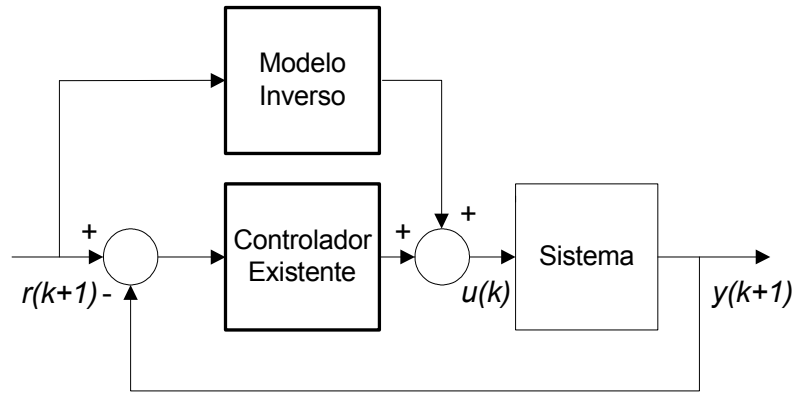 Modelo
Inverso
+
+
Controlador
Existente
+
Sistema
r(k+1) -
u(k)
y(k+1)